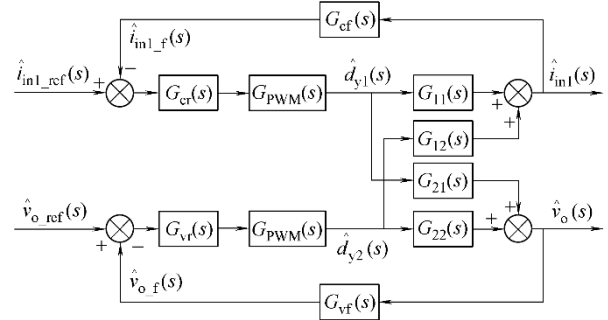 G_cf(s)
î_in1_f(s)
î_in1_ref(s) + − G_cr(s) G_PWM(s) d̂_y1(s) G_11(s) + + î_in1(s)
G_12(s)
G_21(s)
v̂_o_ref(s) + − G_vr(s) G_PWM(s) d̂_y2(s) G_22(s) + + v̂_o(s)
v̂_o_f(s)
G_vf(s)